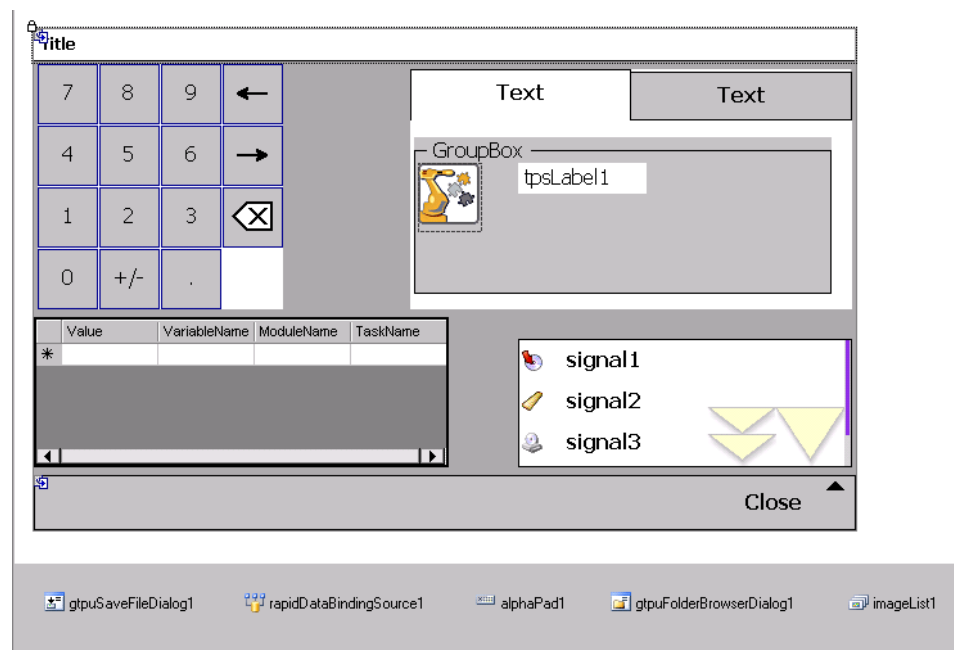 Title
7 8 9
4 5 6
1 2 3
0 +/- .
Text Text
GroupBox
tpsLabel1
Value VariableName ModuleName TaskName
signal1
signal2
signal3
Close
gtpuSaveFileDialog1 rapidDataBindingSource1 alphaPad1 gtpuFolderBrowserDialog1 imageList1